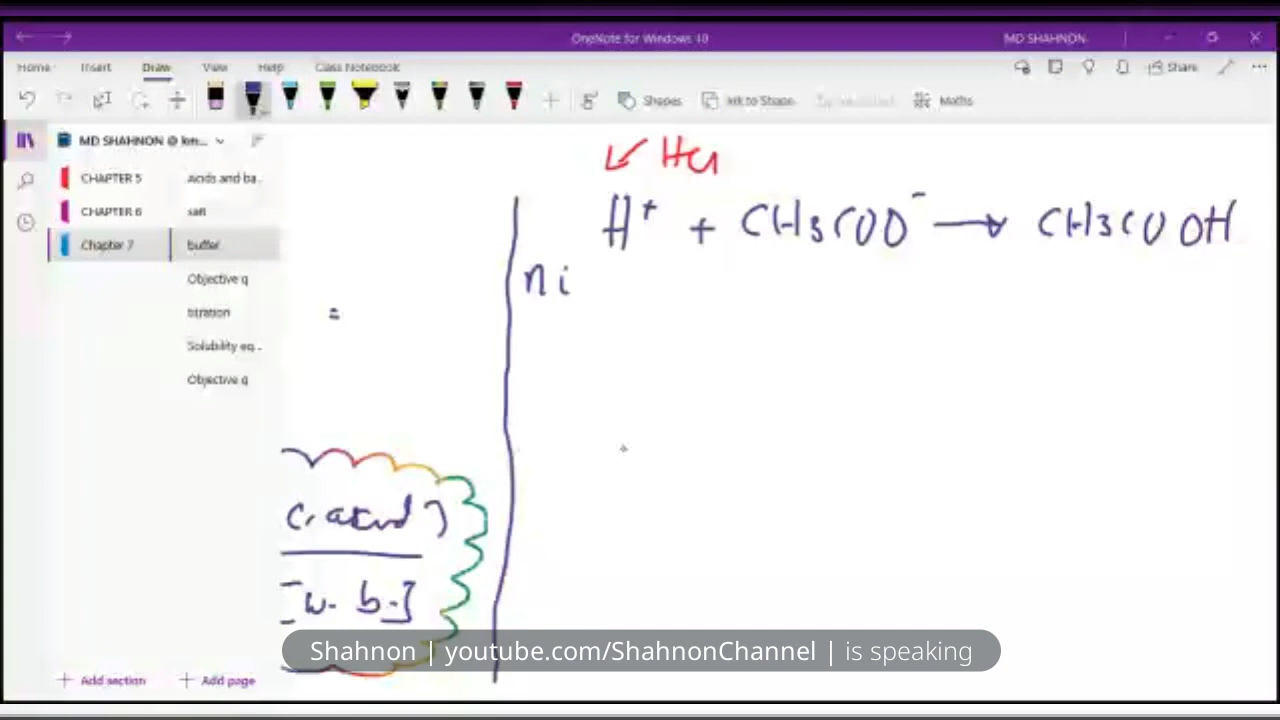 OneNote for Windows 10
MD SHAHNON
Home Insert Draw View Help Class Notebook
Share
Shapes Ink to Shape Maths
MD SHAHNON @ km...
CHAPTER 5
CHAPTER 6
Chapter 7
Acids and ba..
salt
buffer
Objective q
titration
Solubility eq..
Objective q
HCl
H+ + CH3COO- → CH3COOH
ni
=
[w. b.]
Shahnon | youtube.com/ShahnonChannel | is speaking
+ Add section + Add page